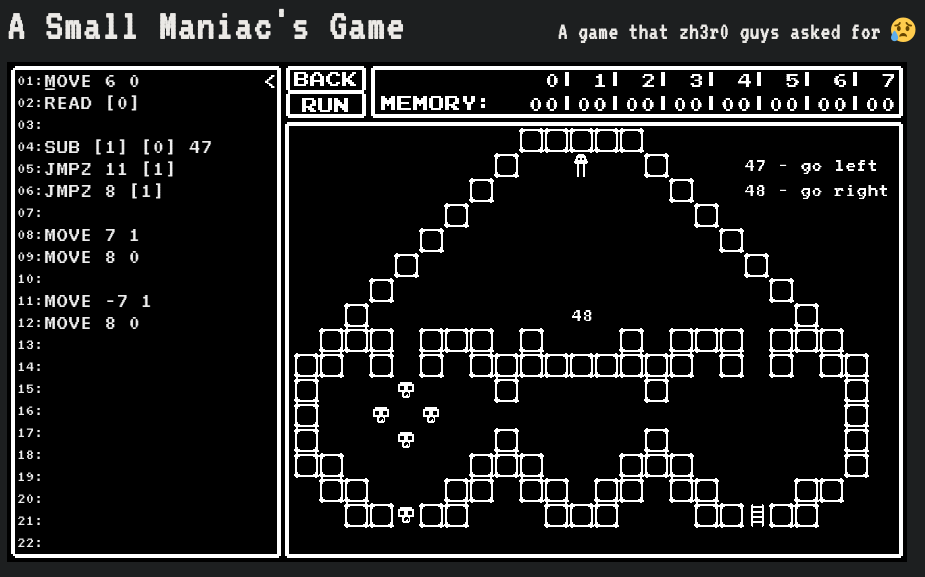 A Small Maniac's Game
A game that zh3r0 guys asked for 😥
01:MOVE 6 0 <
02:READ [0]
03:
04:SUB [1] [0] 47
05:JMPZ 11 [1]
06:JMPZ 8 [1]
07:
08:MOVE 7 1
09:MOVE 8 0
10:
11:MOVE -7 1
12:MOVE 8 0
13:
14:
15:
16:
17:
18:
19:
20:
21:
22:
BACK
RUN
0| 1| 2| 3| 4| 5| 6| 7
MEMORY: 00|00|00|00|00|00|00|00
47 - go left
48 - go right
48